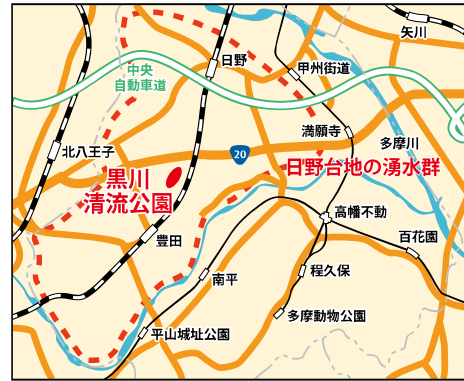 矢川
日野
中央
自動車道
甲州街道
満願寺
多摩川
北八王子
20
日野台地の湧水群
黒川
清流公園
高幡不動
豊田
百花園
程久保
南平
多摩動物公園
平山城址公園